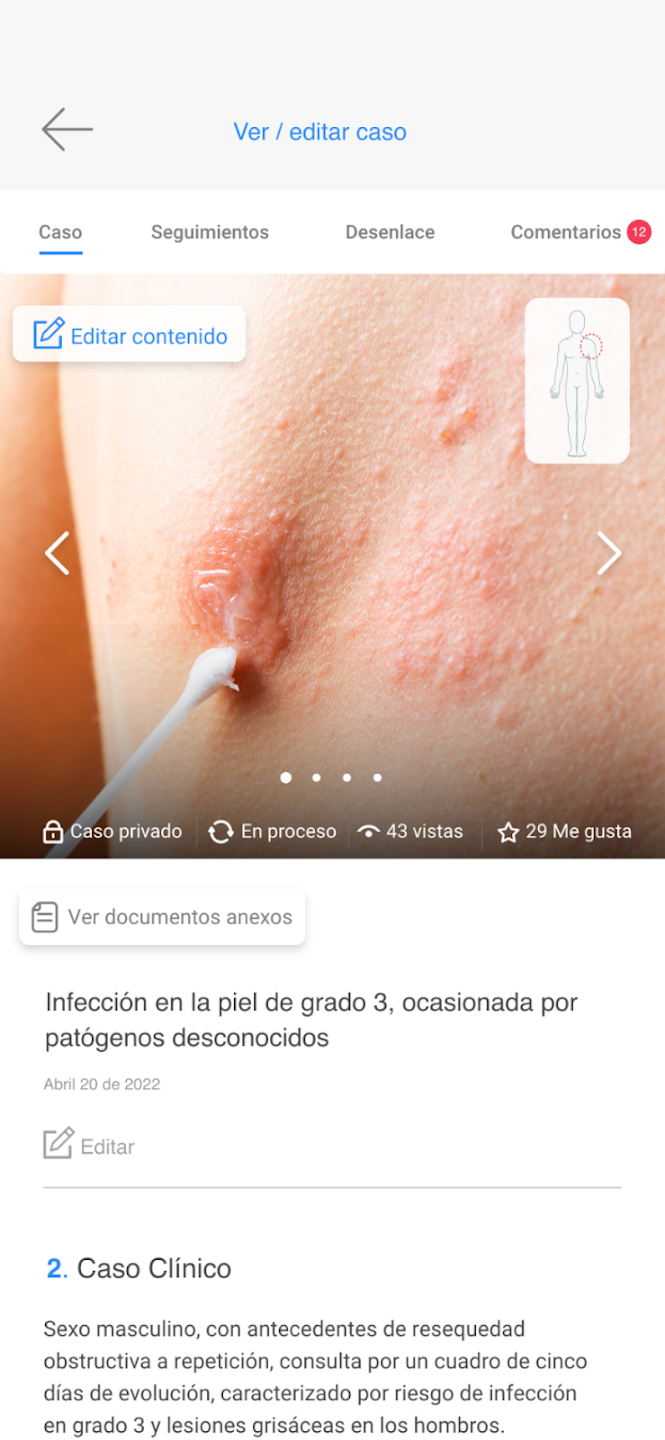 Ver / editar caso
Caso
Seguimientos
Desenlace
Comentarios 12
Editar contenido
Caso privado
En proceso
43 vistas
29 Me gusta
Ver documentos anexos
Infección en la piel de grado 3, ocasionada por
patógenos desconocidos
Abril 20 de 2022
Editar
2. Caso Clínico
Sexo masculino, con antecedentes de resequedad
obstructiva a repetición, consulta por un cuadro de cinco
días de evolución, caracterizado por riesgo de infección
en grado 3 y lesiones grisáceas en los hombros.